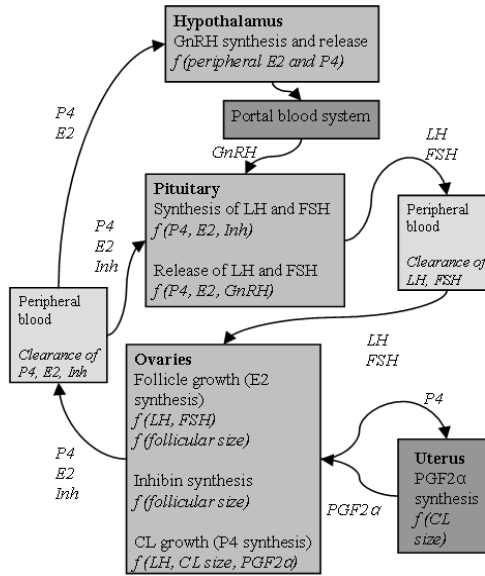 Hypothalamus
GnRH synthesis and release
f (peripheral E2 and P4)
P4
E2
Portal blood system
GnRH
LH
FSH
Pituitary
Synthesis of LH and FSH
f (P4, E2, Inh)
Release of LH and FSH
f (P4, E2, GnRH)
P4
E2
Inh
Peripheral
blood
Clearance of
LH, FSH
Peripheral
blood
Clearance of
P4, E2, Inh
LH
FSH
Ovaries
Follicle growth (E2
synthesis)
f (LH, FSH)
f (follicular size)
Inhibin synthesis
f (follicular size)
CL growth (P4 synthesis)
f (LH, CL size, PGF2α)
P4
E2
Inh
P4
PGF2α
Uterus
PGF2α
synthesis
f (CL
size)